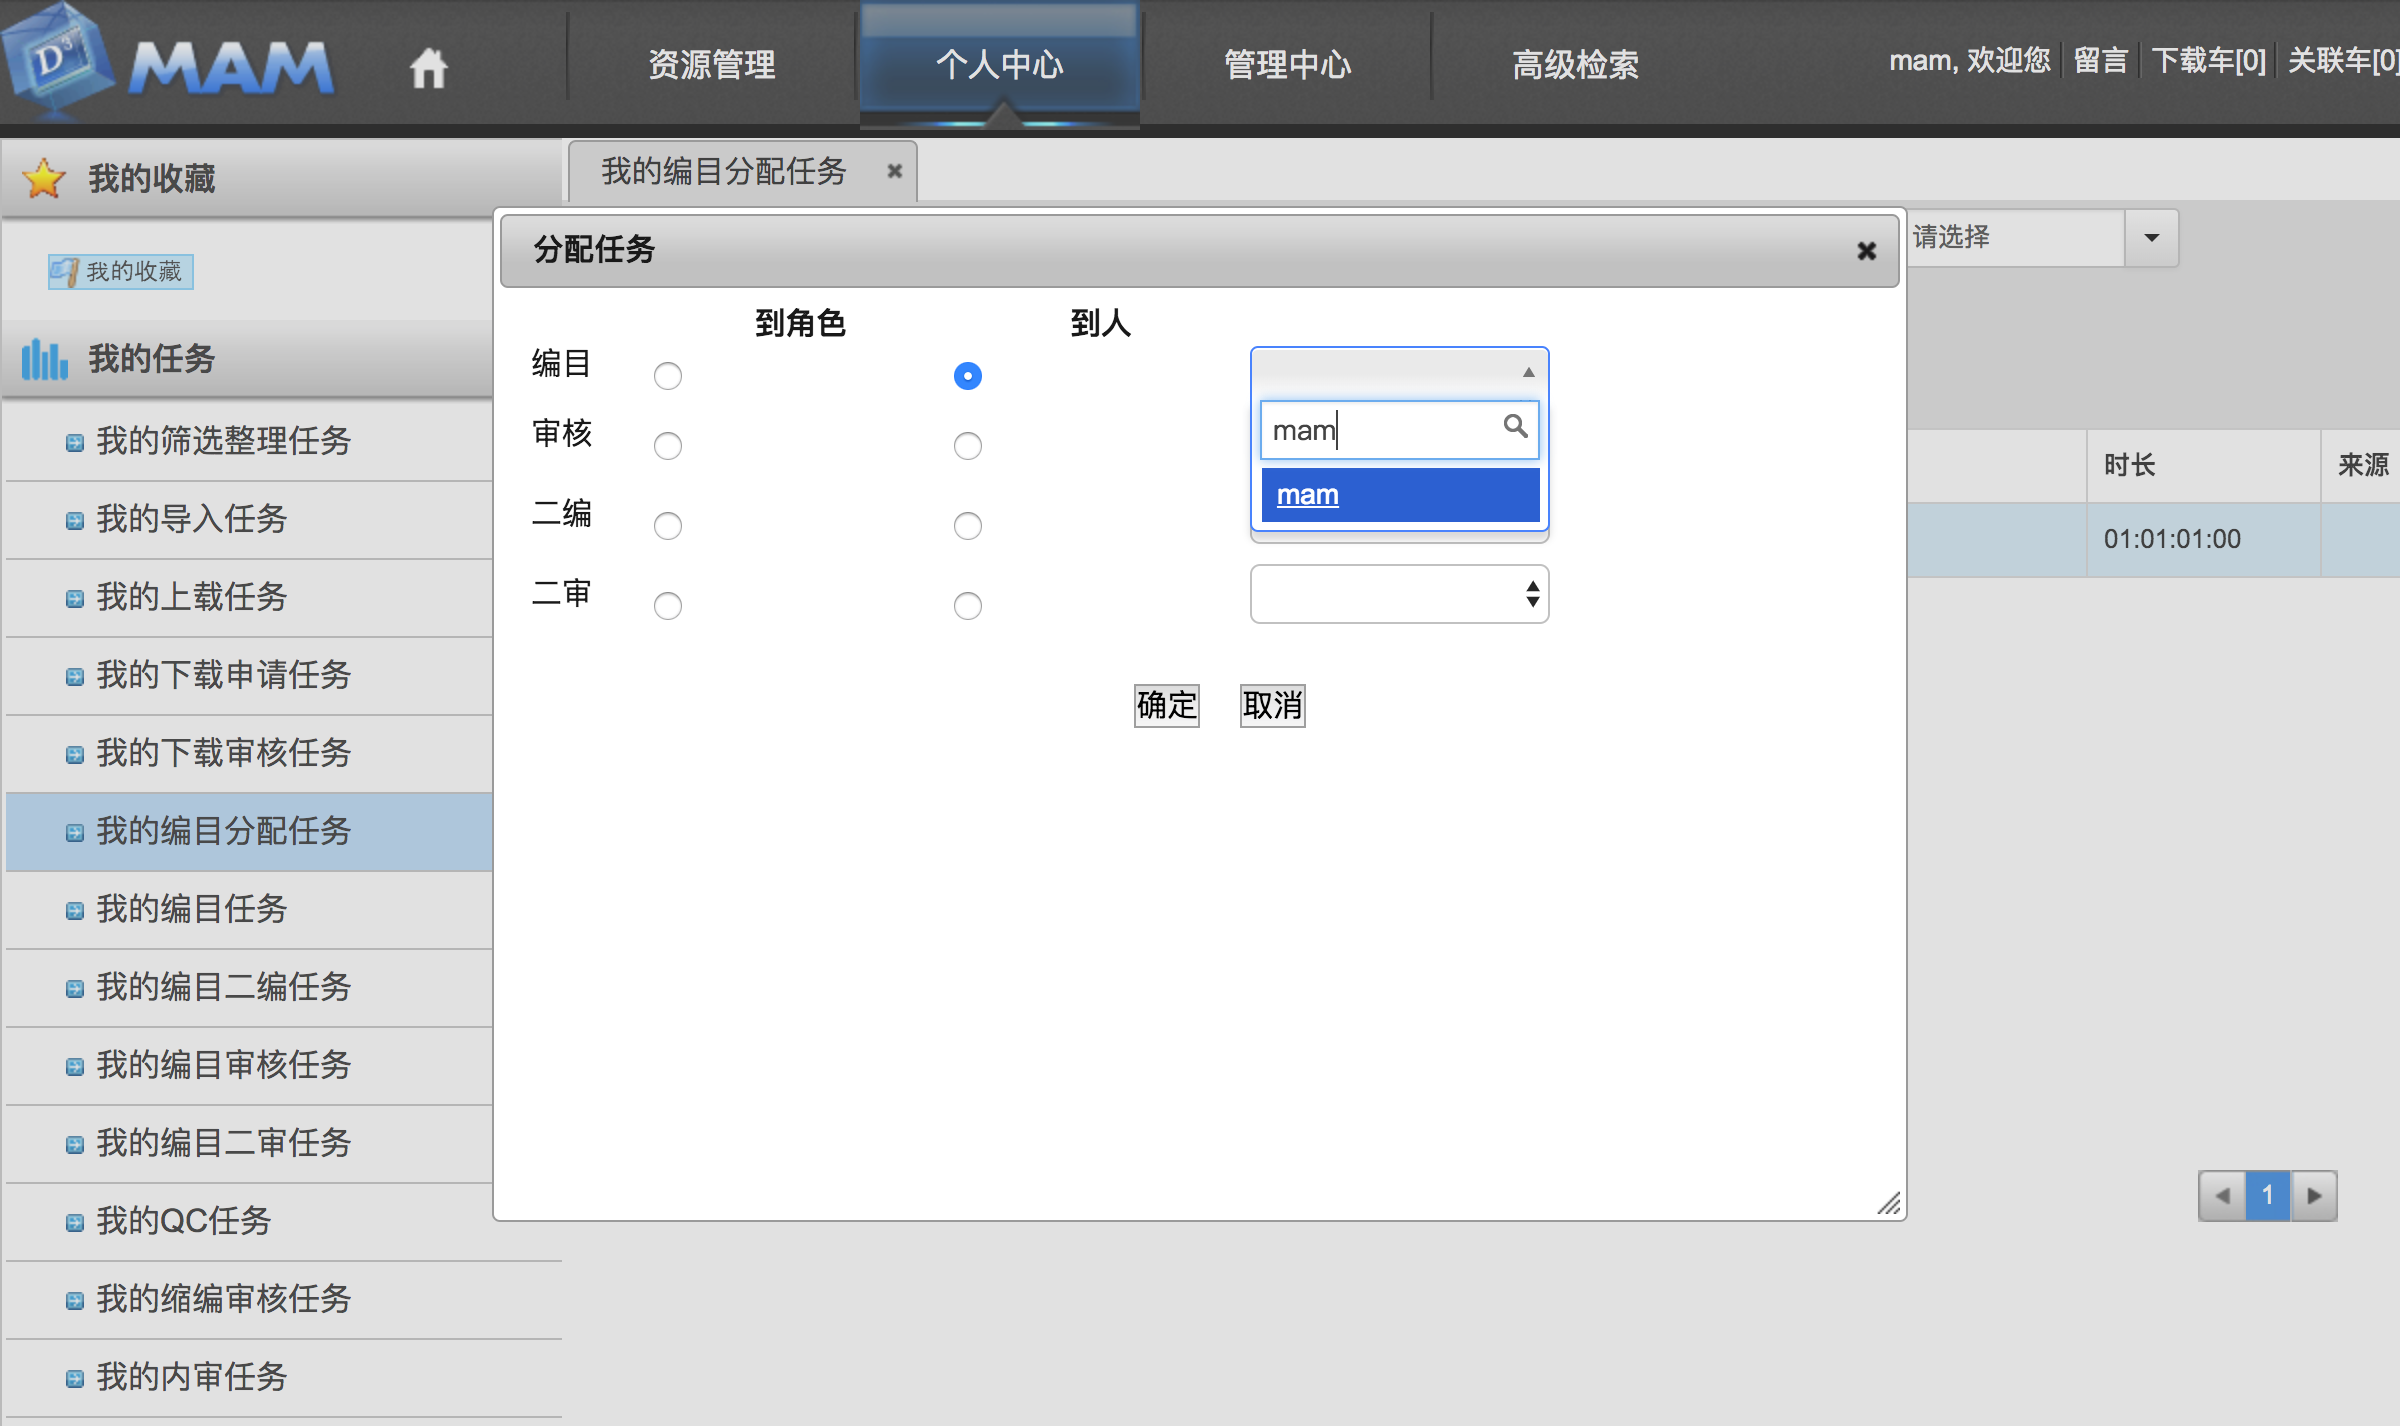 D3 MAM
资源管理
个人中心
管理中心
高级检索
mam, 欢迎您 留言 下载车[0] 关联车[0]
我的收藏
我的编目分配任务
分配任务
请选择
我的收藏
到角色 到人
我的任务
编目
mam
审核
mam
二编
二审
确定 取消
时长 来源
01:01:01:00
我的筛选整理任务
我的导入任务
我的上载任务
我的下载申请任务
我的下载审核任务
我的编目分配任务
我的编目任务
我的编目二编任务
我的编目审核任务
我的编目二审任务
1
我的QC任务
我的缩编审核任务
我的内审任务